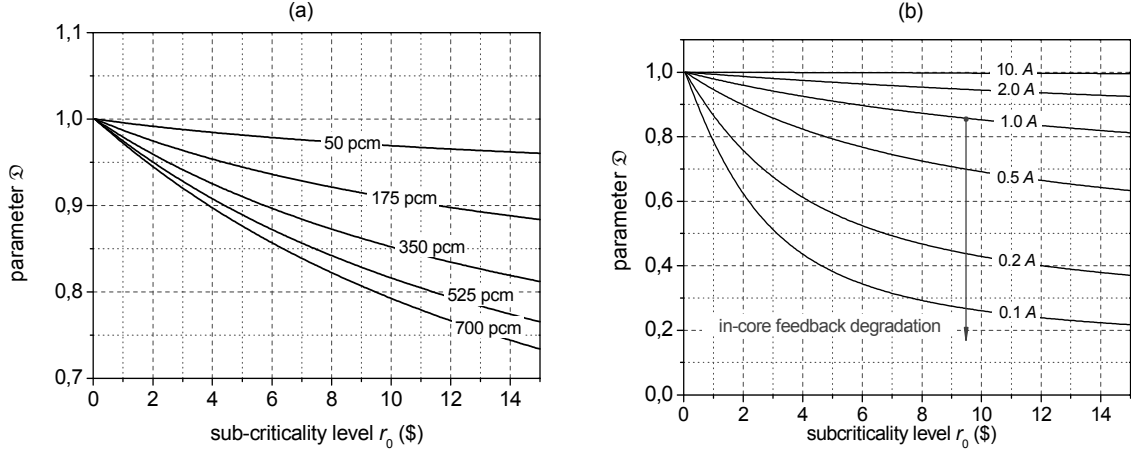 (a)
1,1
1,0
0,9
0,8
0,7
parameter 𝔇
50 pcm
175 pcm
350 pcm
525 pcm
700 pcm
0 2 4 6 8 10 12 14
sub-criticality level r₀ ($)
(b)
1,0
0,8
0,6
0,4
0,2
0,0
parameter 𝔇
10. A
2.0 A
1.0 A
0.5 A
0.2 A
0.1 A
in-core feedback degradation
0 2 4 6 8 10 12 14
subcriticality level r₀ ($)